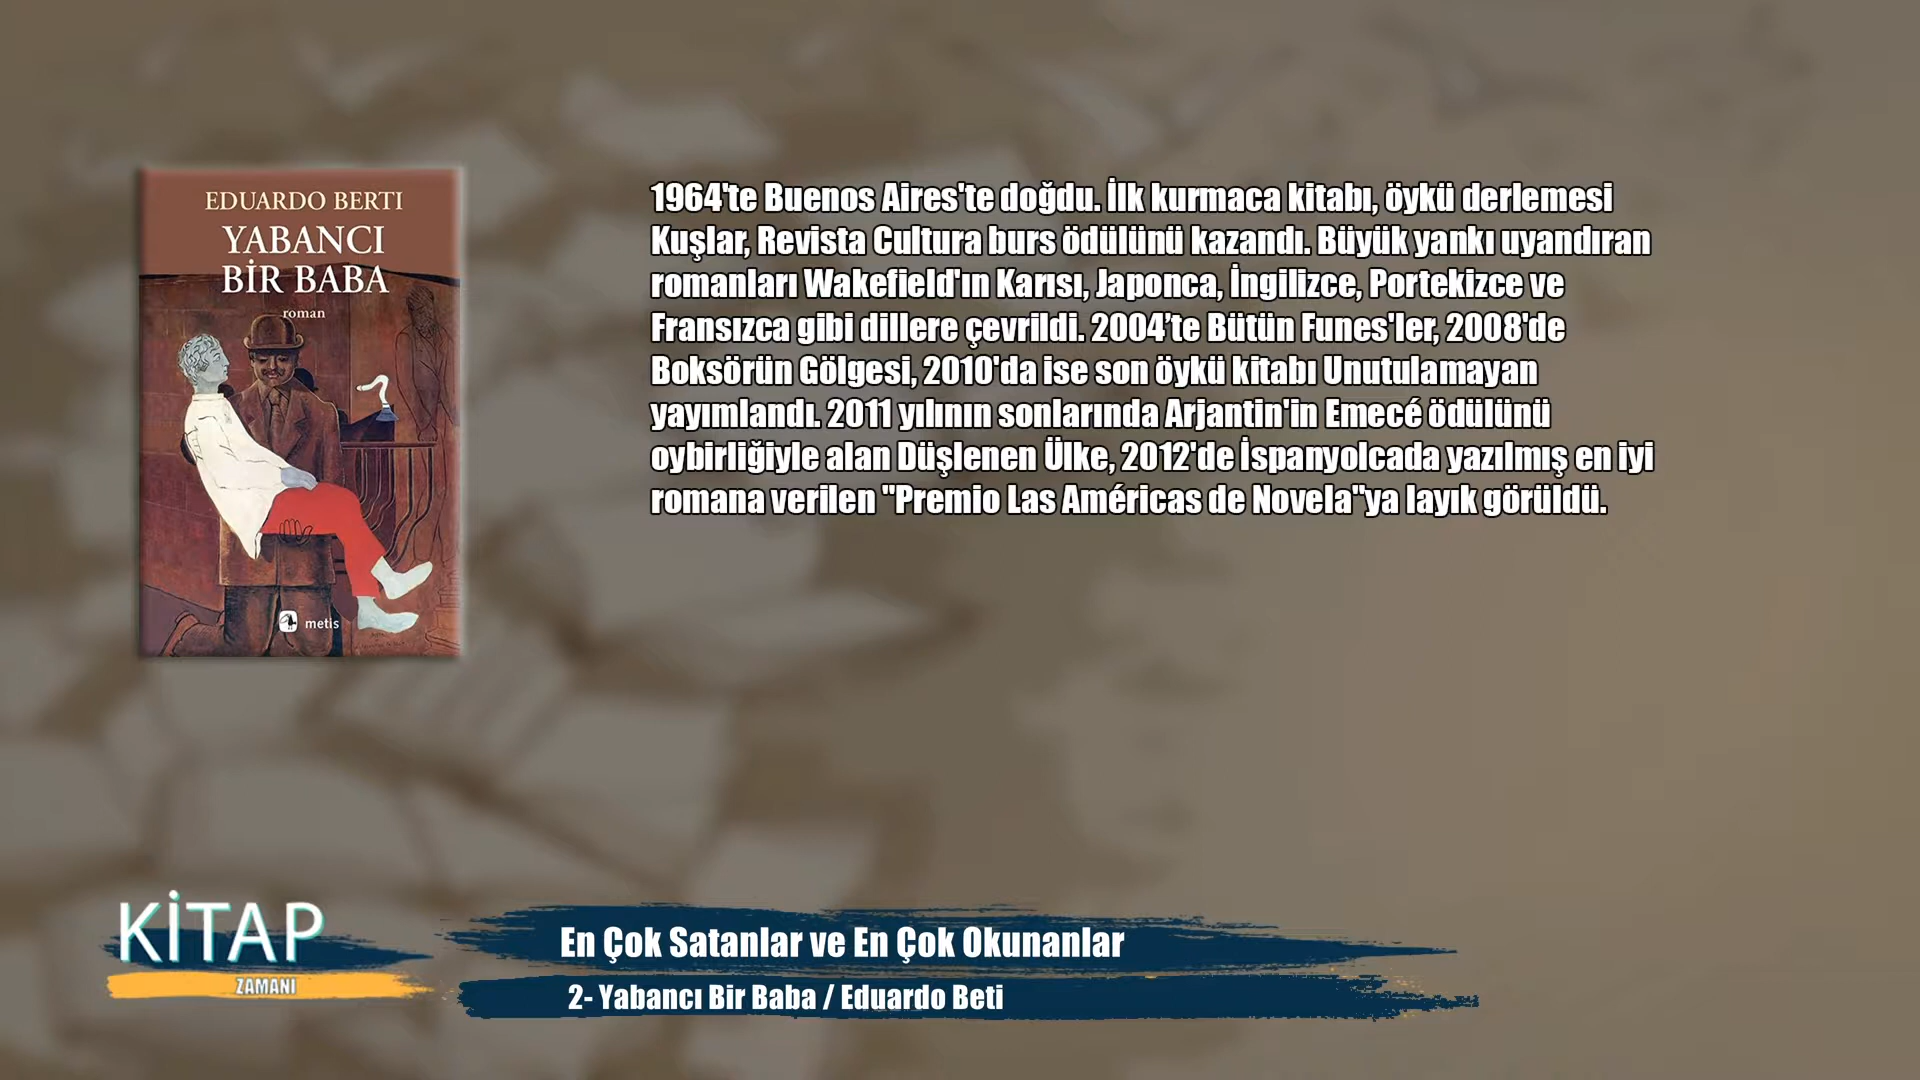 EDUARDO BERTI
YABANCI
BİR BABA
roman
metis
1964'te Buenos Aires'te doğdu. İlk kurmaca kitabı, öykü derlemesi
Kuşlar, Revista Cultura burs ödülünü kazandı. Büyük yankı uyandıran
romanları Wakefield'ın Karısı, Japonca, İngilizce, Portekizce ve
Fransızca gibi dillere çevrildi. 2004’te Bütün Funes'ler, 2008'de
Boksörün Gölgesi, 2010'da ise son öykü kitabı Unutulamayan
yayımlandı. 2011 yılının sonlarında Arjantin'in Emecé ödülünü
oybirliğiyle alan Düşlenen Ülke, 2012'de İspanyolcada yazılmış en iyi
romana verilen "Premio Las Américas de Novela"ya layık görüldü.
KİTAP
ZAMANI
En Çok Satanlar ve En Çok Okunanlar
2- Yabancı Bir Baba / Eduardo Beti